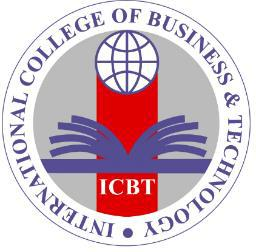 INTERNATIONAL COLLEGE OF BUSINESS & TECHNOLOGY •
ICBT